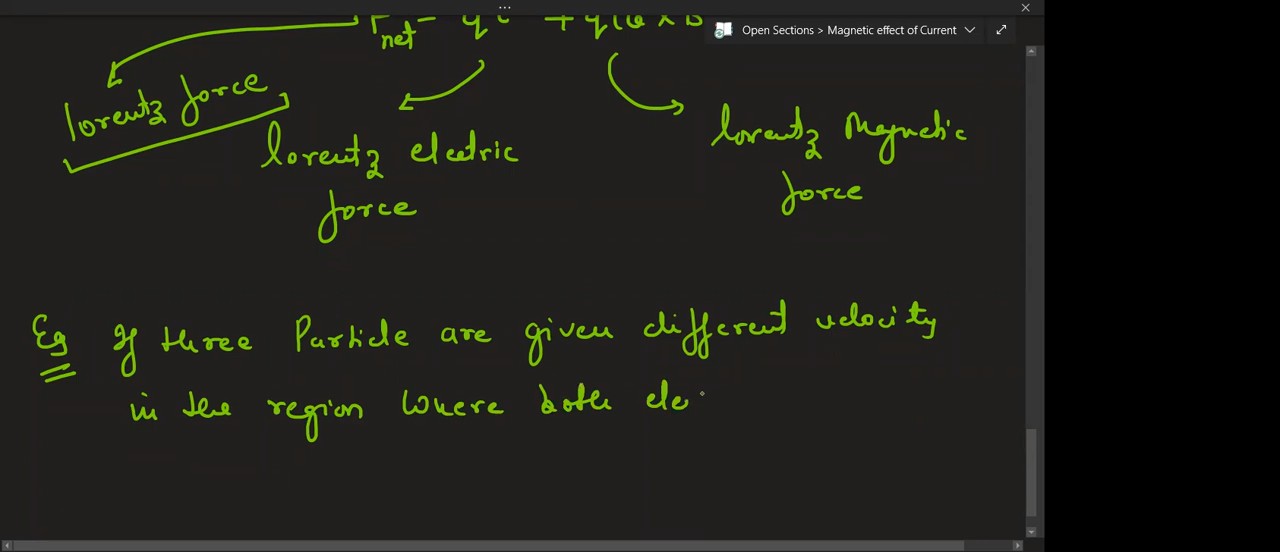 Open Sections > Magnetic effect of Current
net
lorentz force
lorentz electric
force
lorentz Magnetic
force
Eg If three Particle are given different velocity
in the region where both ele